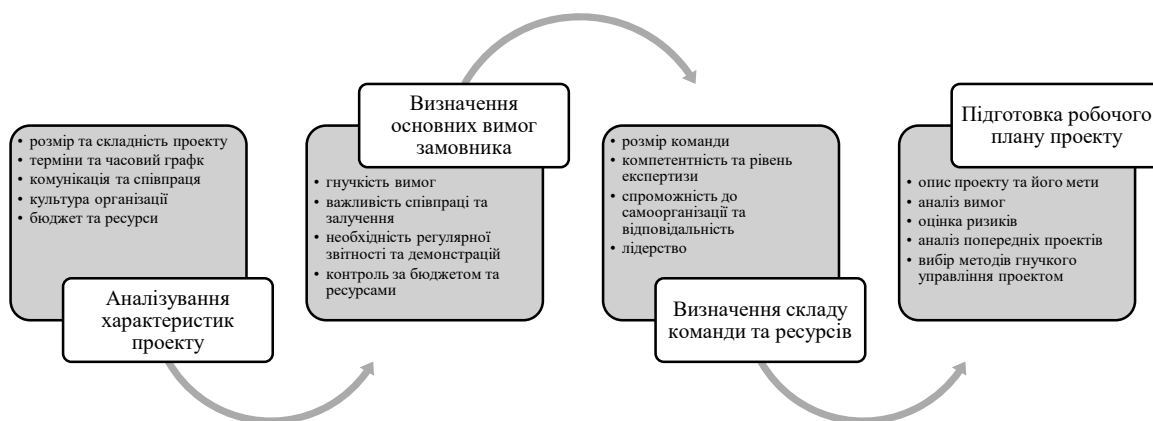 • розмір та складність проекту
• терміни та часовий графк
• комунікація та співпраця
• культура організації
• бюджет та ресурси
Аналізування
характеристик
проекту
Визначення
основних вимог
замовника
• гнучкість вимог
• важливість співпраці та
залучення
• необхідність регулярної
звітності та демонстрацій
• контроль за бюджетом та
ресурсами
• розмір команди
• компетентність та рівень
експертизи
• спроможність до
самоорганізації та
відповідальність
• лідерство
Визначення складу
команди та ресурсів
Підготовка робочого
плану проекту
• опис проекту та його мети
• аналіз вимог
• оцінка ризиків
• аналіз попередніх проектів
• вибір методів гнучкого
управління проектом